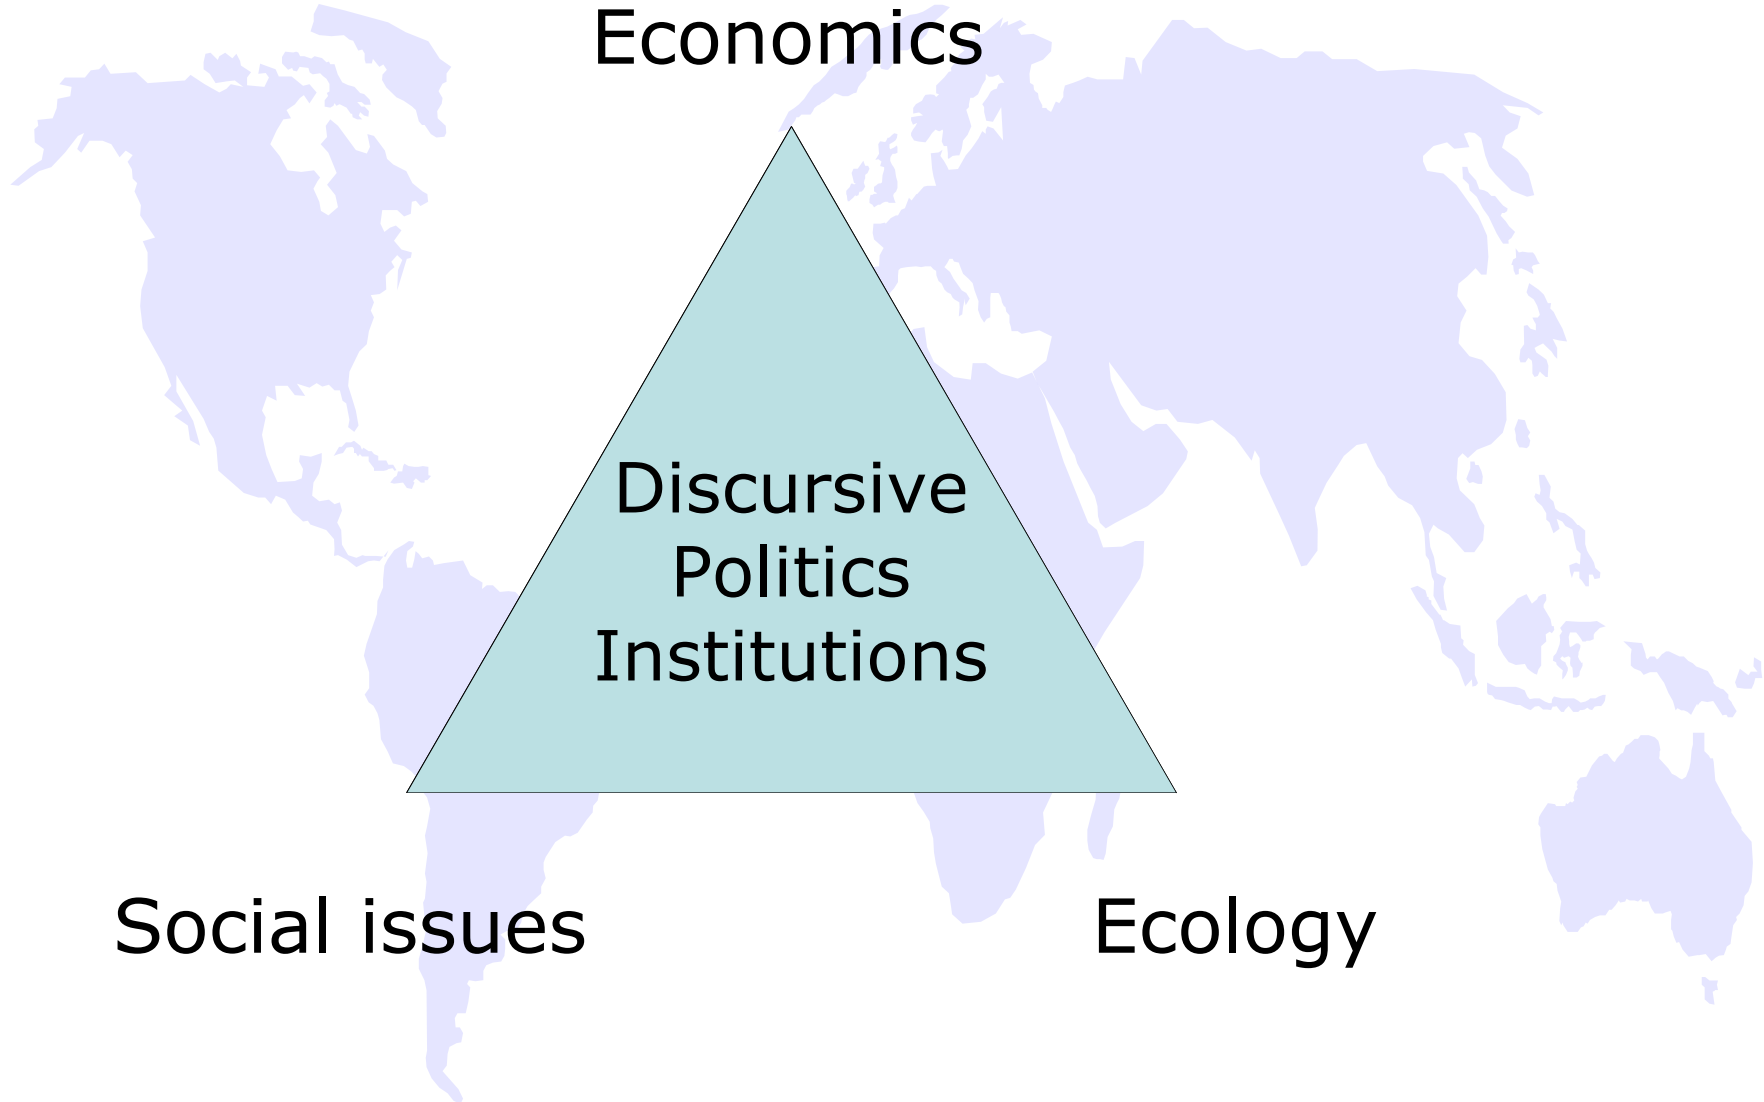 Economics
Discursive
Politics
Institutions
Social issues
Ecology